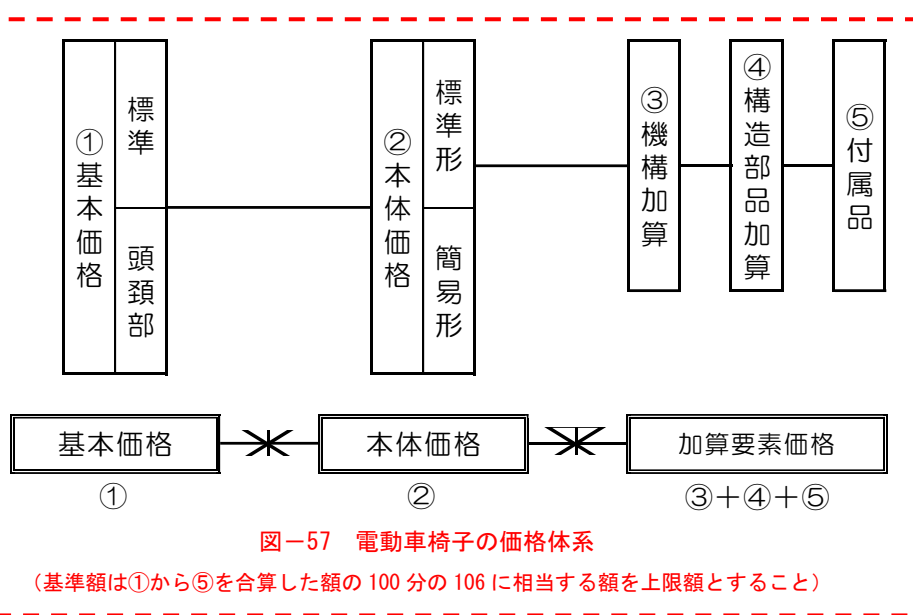 ①基本価格
標準
頭頚部
②本体価格
標準形
簡易形
③機構加算
④構造部品加算
⑤付属品
基本価格
本体価格
加算要素価格
①
②
③+④+⑤
図-57 電動車椅子の価格体系
(基準額は①から⑤を合算した額の 100 分の 106 に相当する額を上限額とすること)